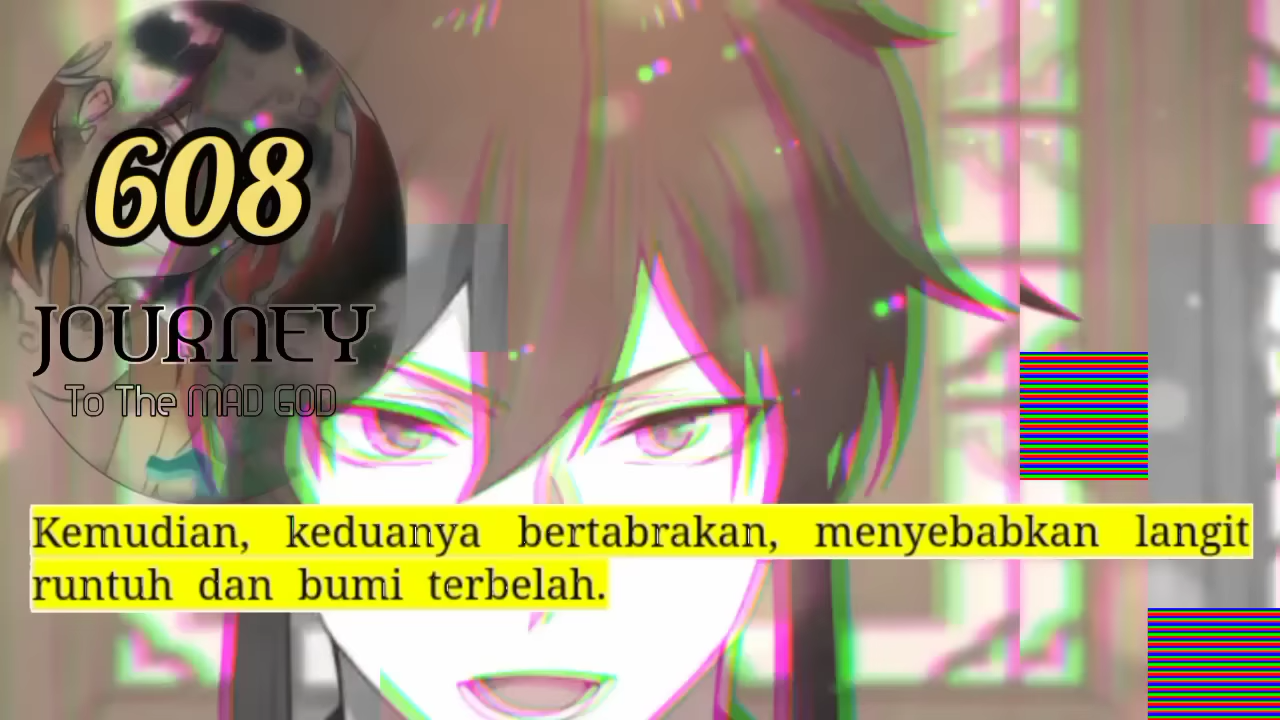 608
JOURNEY
To The MAD GOD
Kemudian, keduanya bertabrakan, menyebabkan langit
runtuh dan bumi terbelah.